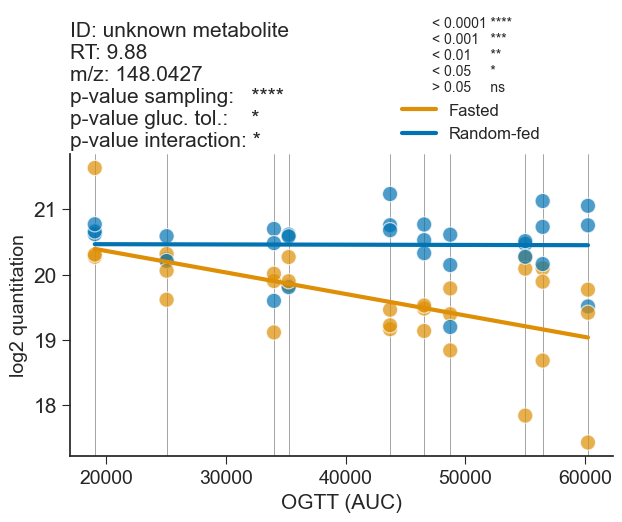 ID: unknown metabolite
RT: 9.88
m/z: 148.0427
p-value sampling: ****
p-value gluc. tol.: *
p-value interaction: *
< 0.0001 ****
< 0.001 ***
< 0.01 **
< 0.05 *
> 0.05 ns
Fasted
Random-fed
log2 quantitation
21
20
19
18
20000 30000 40000 50000 60000
OGTT (AUC)